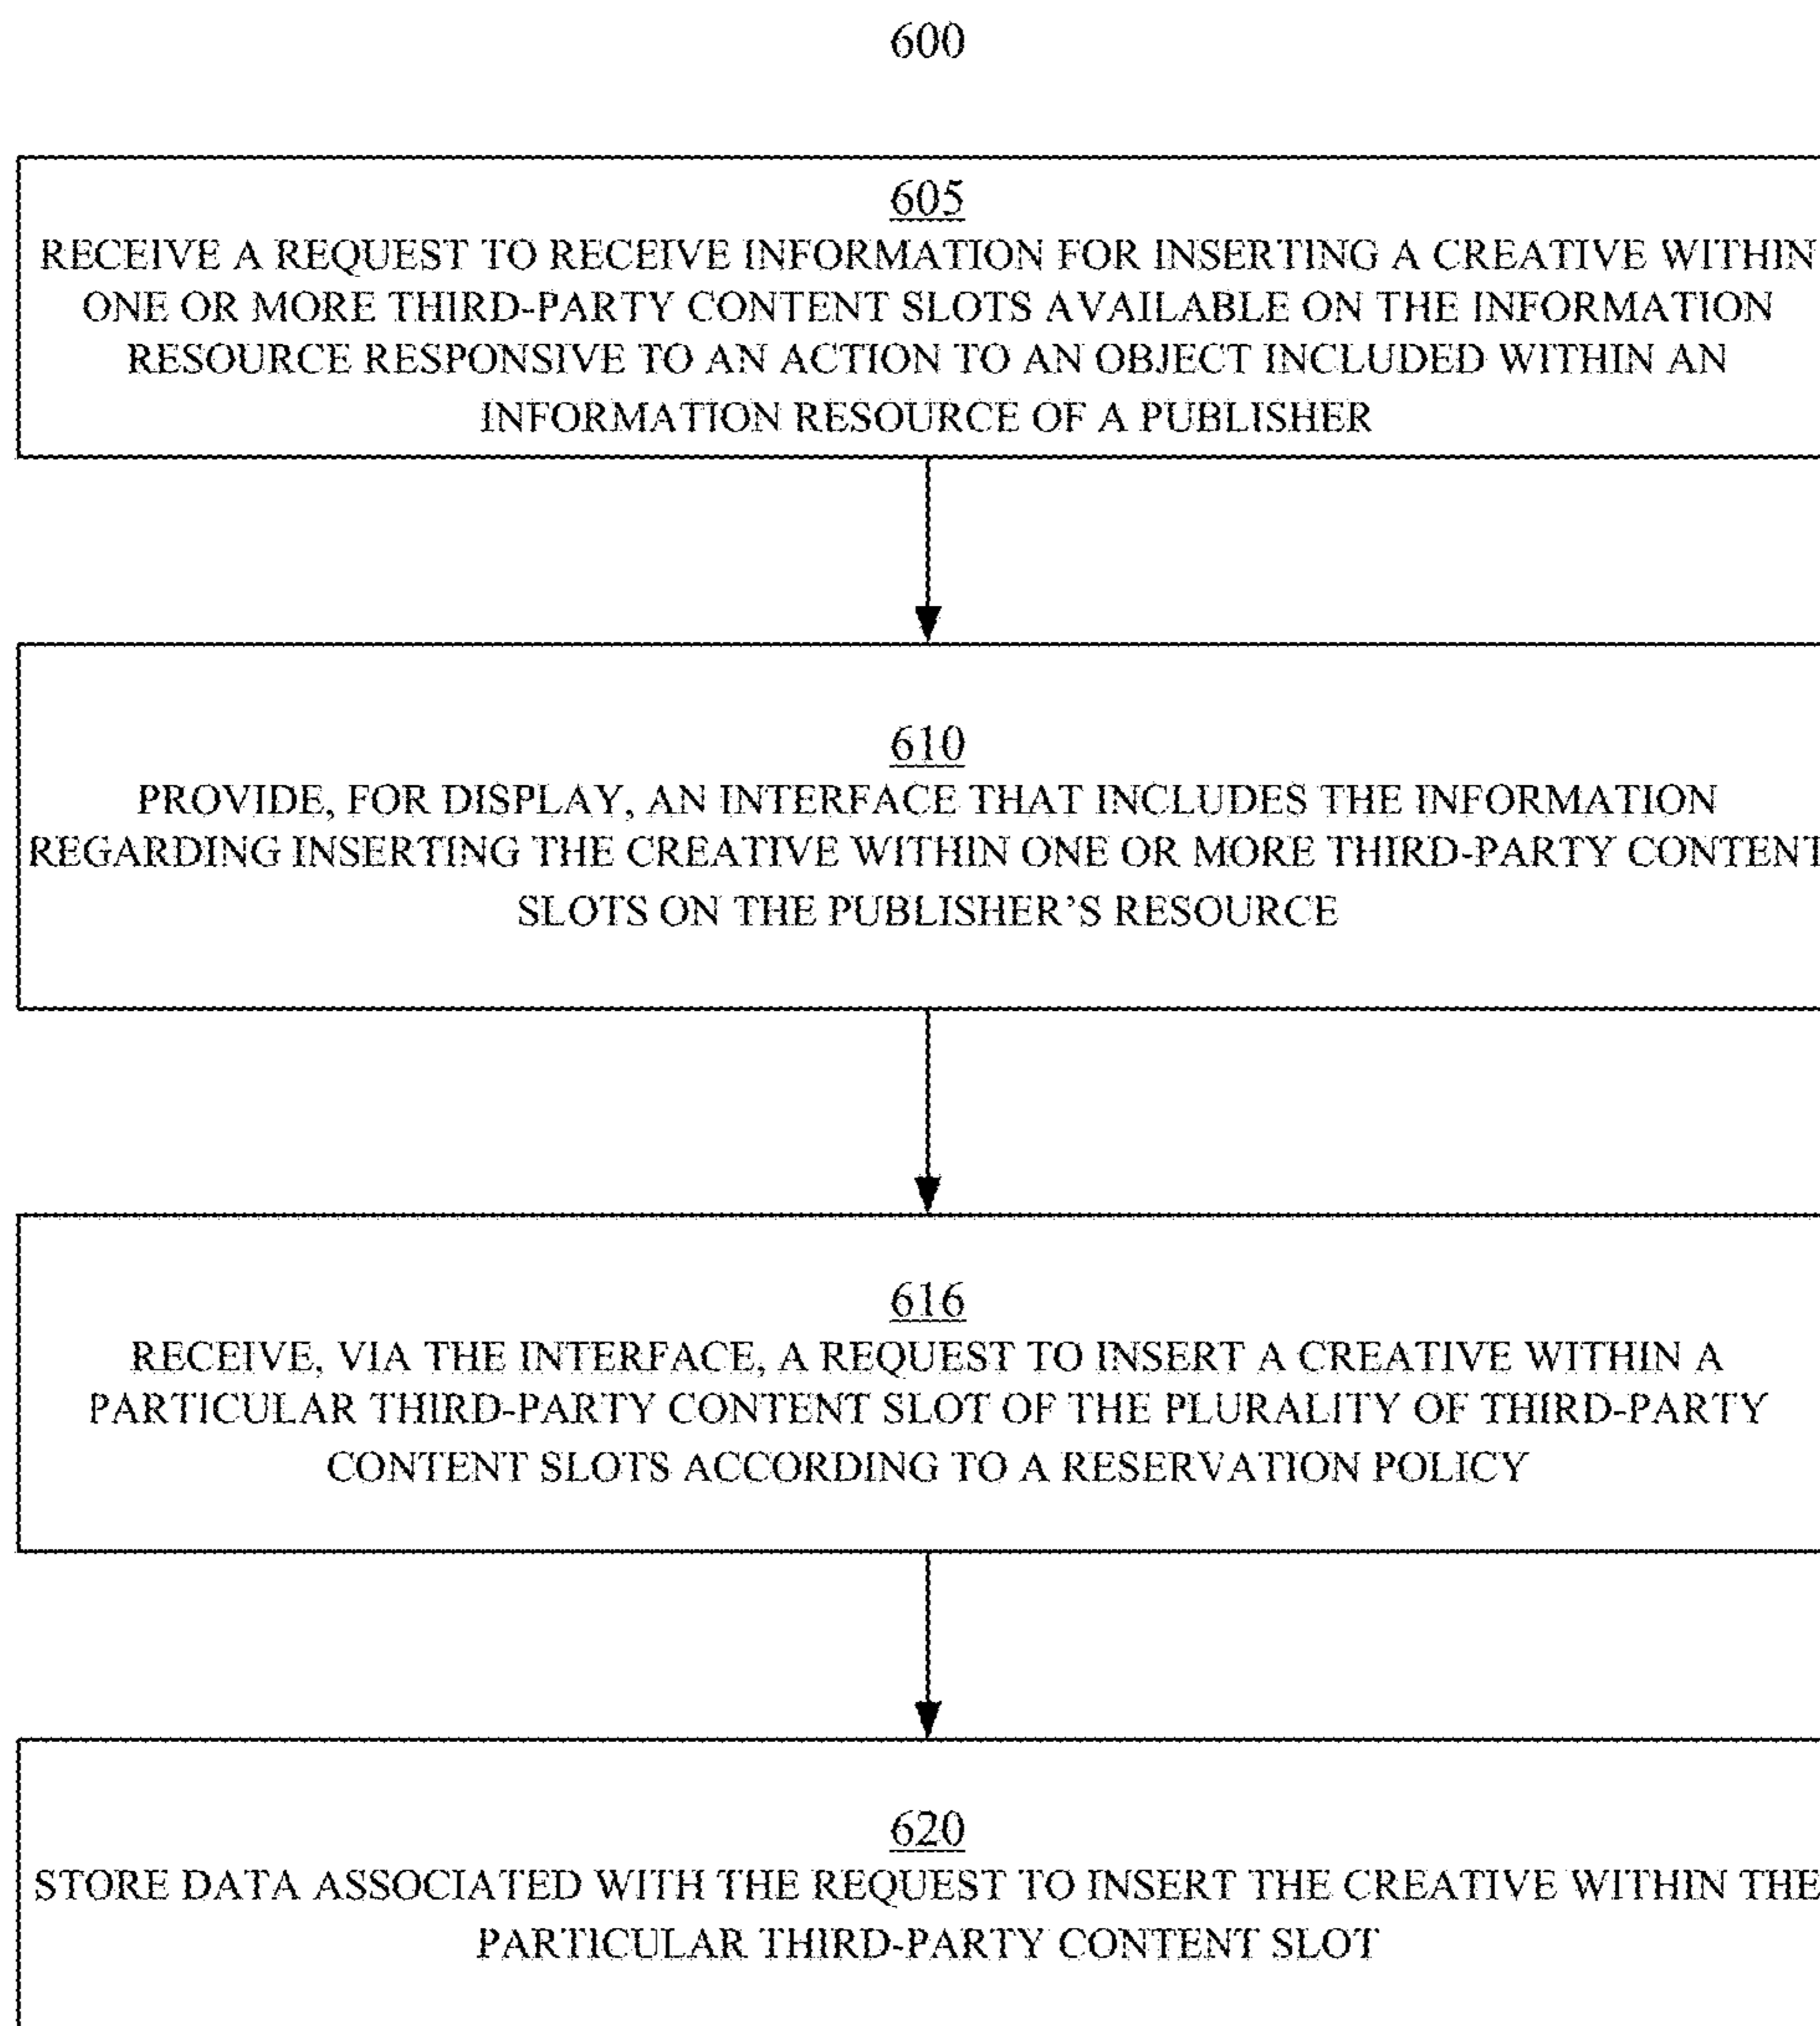 600
605
RECEIVE A REQUEST TO RECEIVE INFORMATION FOR INSERTING A CREATIVE WITHIN
ONE OR MORE THIRD-PARTY CONTENT SLOTS AVAILABLE ON THE INFORMATION
RESOURCE RESPONSIVE TO AN ACTION TO AN OBJECT INCLUDED WITHIN AN
INFORMATION RESOURCE OF A PUBLISHER
610
PROVIDE, FOR DISPLAY, AN INTERFACE THAT INCLUDES THE INFORMATION
REGARDING INSERTING THE CREATIVE WITHIN ONE OR MORE THIRD-PARTY CONTENT
SLOTS ON THE PUBLISHER’S RESOURCE
616
RECEIVE, VIA THE INTERFACE, A REQUEST TO INSERT A CREATIVE WITHIN A
PARTICULAR THIRD-PARTY CONTENT SLOT OF THE PLURALITY OF THIRD-PARTY
CONTENT SLOTS ACCORDING TO A RESERVATION POLICY
620
STORE DATA ASSOCIATED WITH THE REQUEST TO INSERT THE CREATIVE WITHIN THE
PARTICULAR THIRD-PARTY CONTENT SLOT